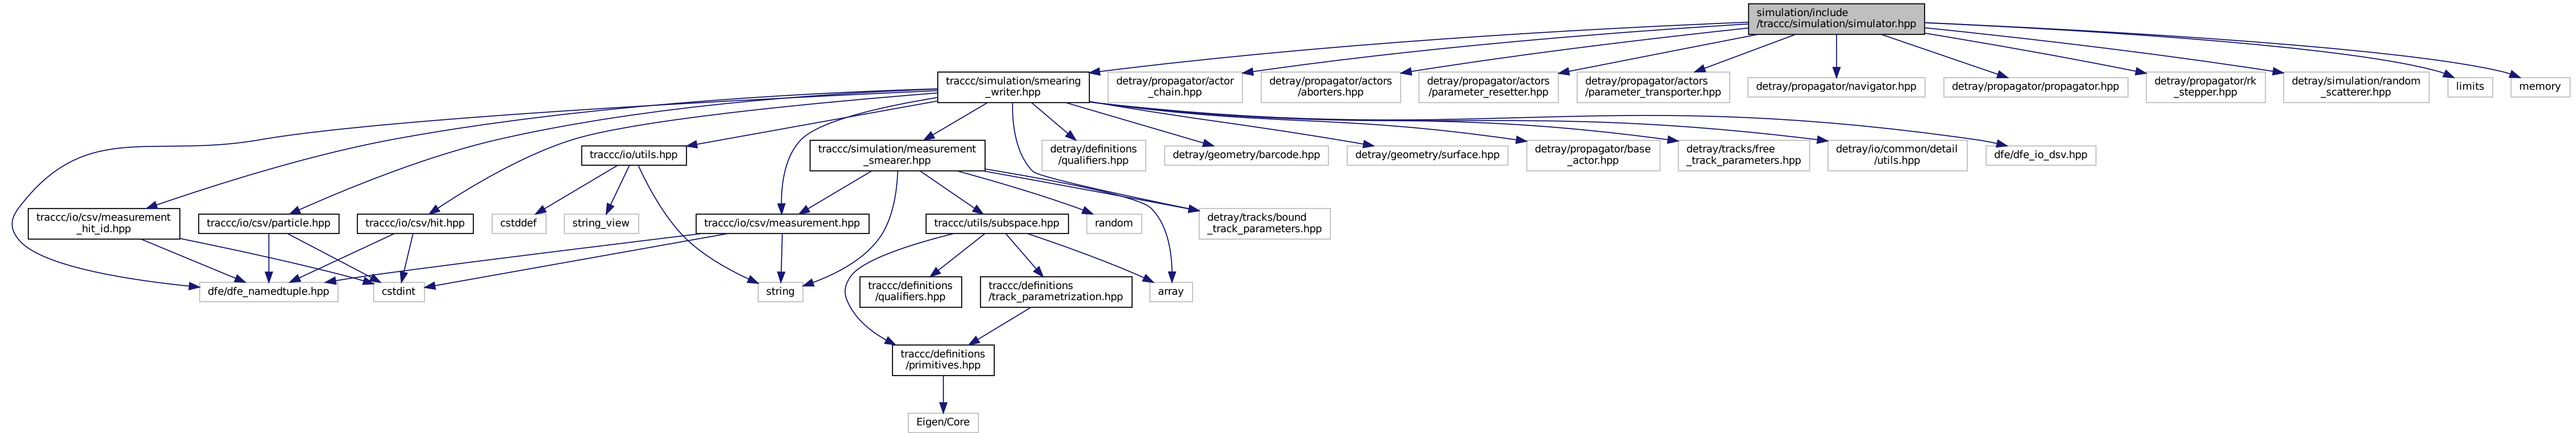 simulation/include
/traccc/simulation/simulator.hpp
traccc/simulation/smearing
_writer.hpp
detray/propagator/actor
_chain.hpp
detray/propagator/actors
/aborters.hpp
detray/propagator/actors
/parameter_resetter.hpp
detray/propagator/actors
/parameter_transporter.hpp
detray/propagator/navigator.hpp
detray/propagator/propagator.hpp
detray/propagator/rk
_stepper.hpp
detray/simulation/random
_scatterer.hpp
limits
memory
traccc/io/utils.hpp
traccc/simulation/measurement
_smearer.hpp
detray/definitions
/qualifiers.hpp
detray/geometry/barcode.hpp
detray/geometry/surface.hpp
detray/propagator/base
_actor.hpp
detray/tracks/free
_track_parameters.hpp
detray/io/common/detail
/utils.hpp
dfe/dfe_io_dsv.hpp
traccc/io/csv/measurement
_hit_id.hpp
traccc/io/csv/particle.hpp
traccc/io/csv/hit.hpp
cstddef
string_view
traccc/io/csv/measurement.hpp
traccc/utils/subspace.hpp
random
detray/tracks/bound
_track_parameters.hpp
dfe/dfe_namedtuple.hpp
cstdint
string
traccc/definitions
/qualifiers.hpp
traccc/definitions
/track_parametrization.hpp
array
traccc/definitions
/primitives.hpp
Eigen/Core